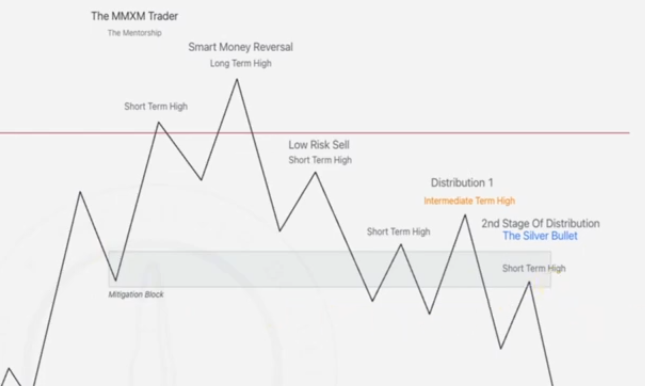 The MMXM Trader
The Mentorship
Smart Money Reversal
Long Term High
Short Term High
Low Risk Sell
Short Term High
Distribution 1
Intermediate Term High
Short Term High
2nd Stage Of Distribution
The Silver Bullet
Short Term High
Mitigation Block